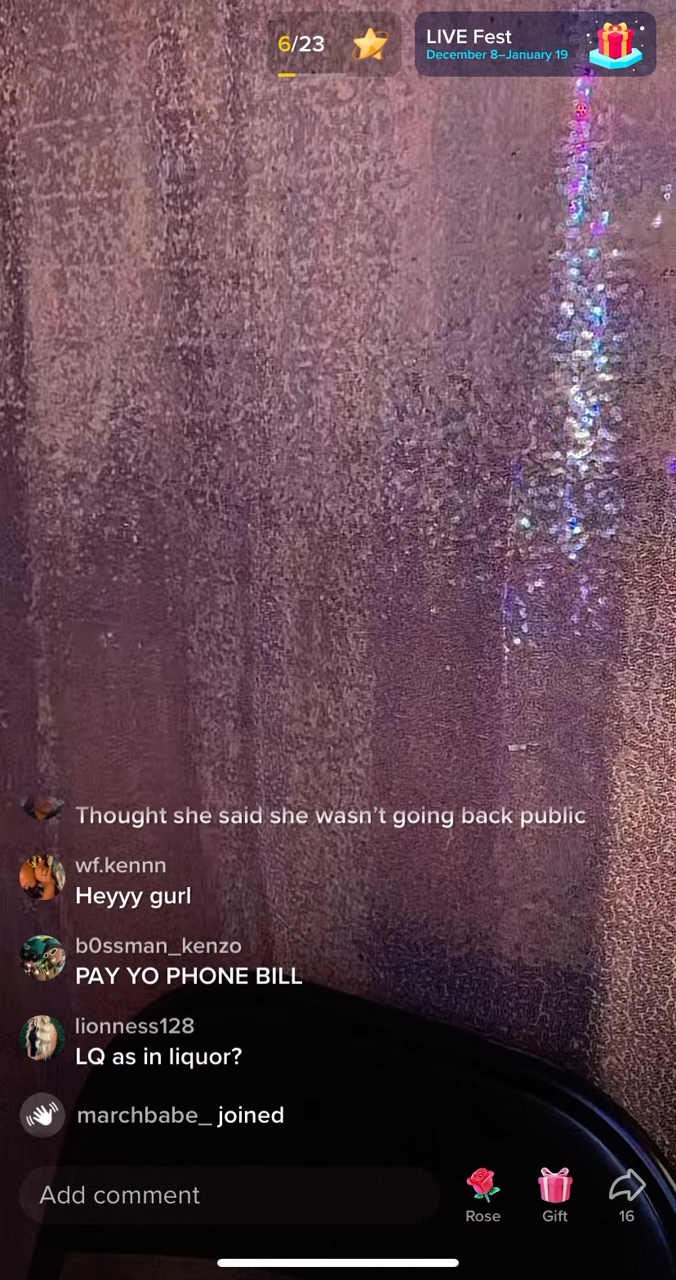 6/23
LIVE Fest
December 8–January 19
Thought she said she wasn’t going back public
wf.kennn
Heyyy gurl
b0ssman_kenzo
PAY YO PHONE BILL
lionness128
LQ as in liquor?
marchbabe_ joined
Add comment
Rose
Gift
16